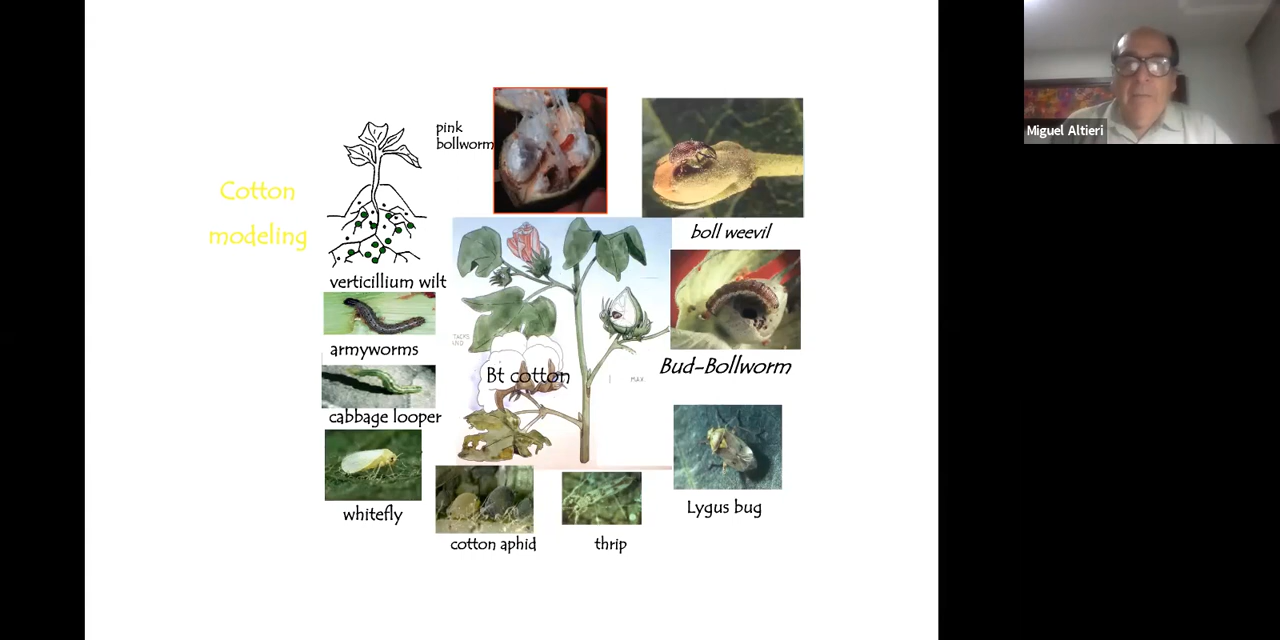 Miguel Altieri
pink
bollworm
Cotton
modeling
boll weevil
verticillium wilt
armyworms
Bud-Bollworm
Bt cotton
MAX
cabbage looper
Lygus bug
whitefly
cotton aphid
thrip